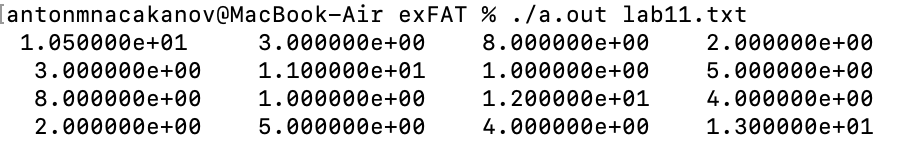 [antonmnacakanov@MacBook-Air exFAT % ./a.out lab11.txt
1.050000e+01 3.000000e+00 8.000000e+00 2.000000e+00
3.000000e+00 1.100000e+01 1.000000e+00 5.000000e+00
8.000000e+00 1.000000e+00 1.200000e+01 4.000000e+00
2.000000e+00 5.000000e+00 4.000000e+00 1.300000e+01